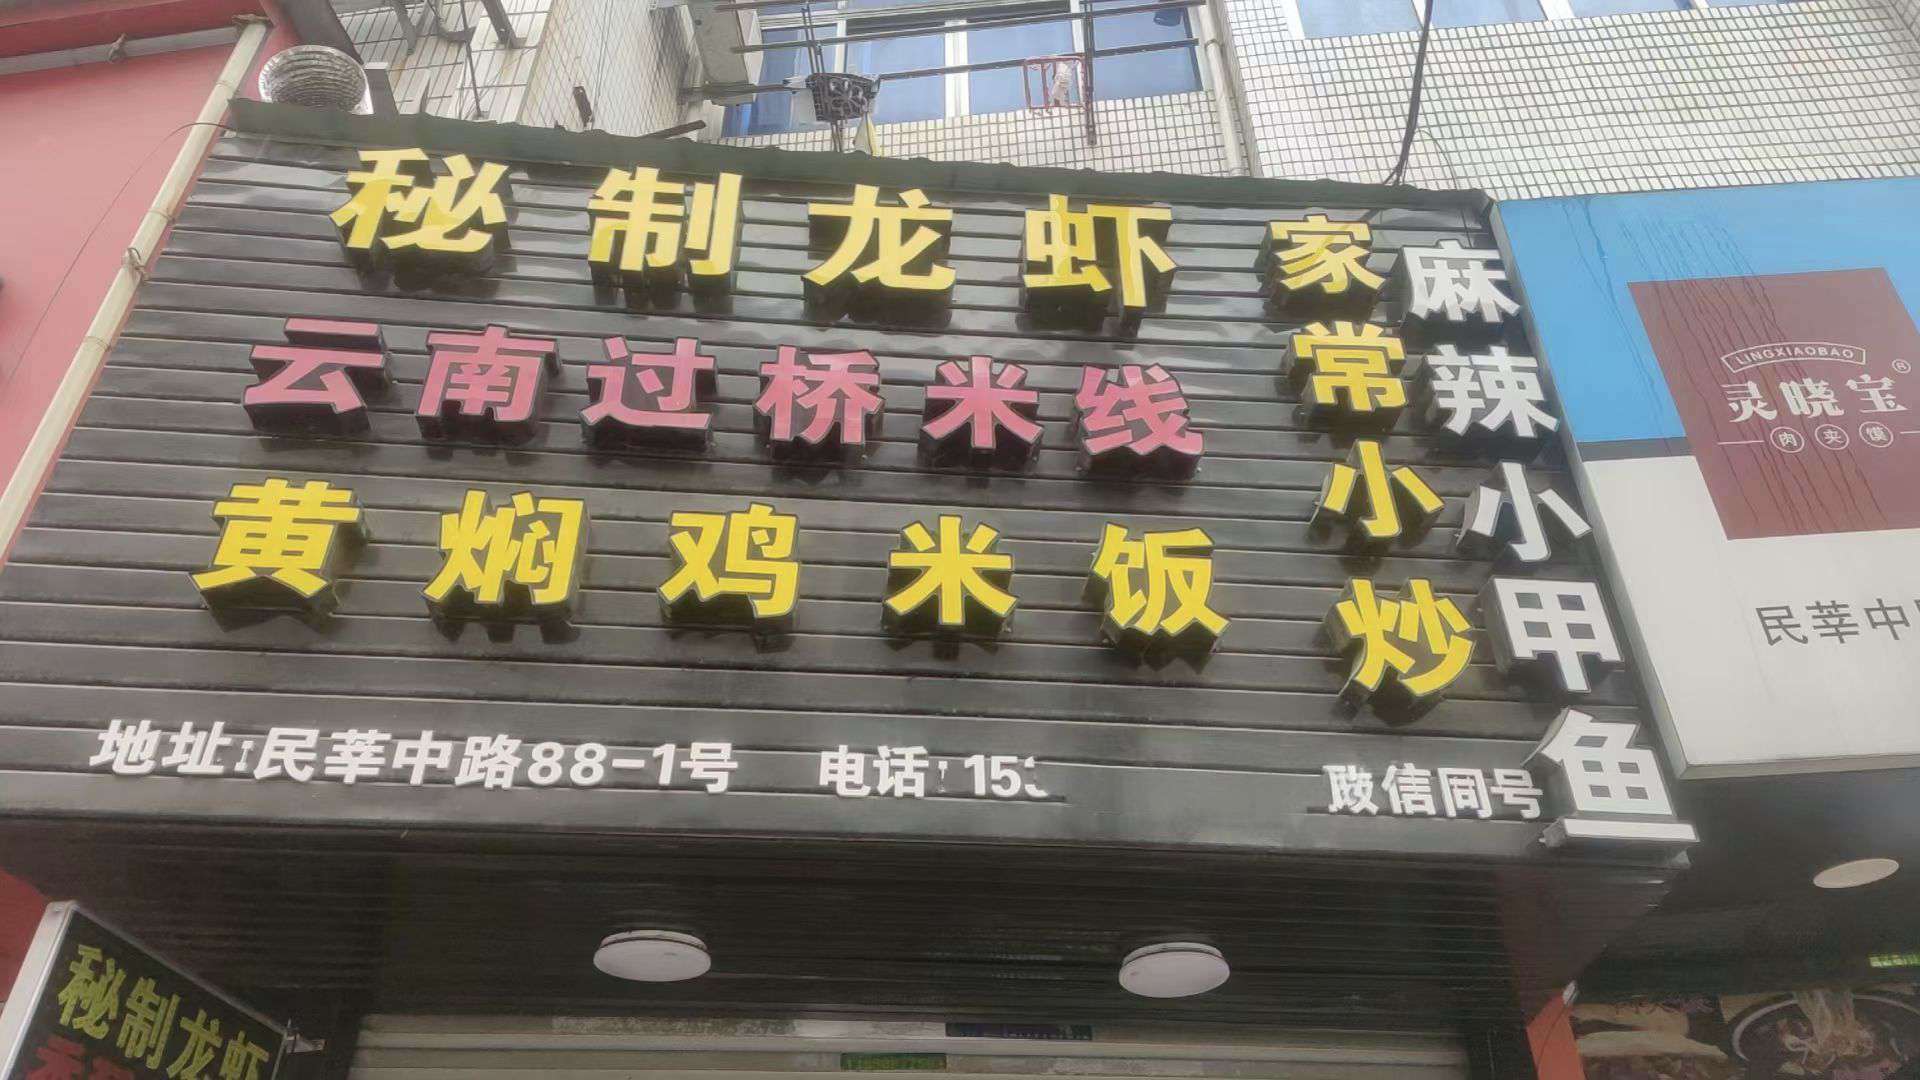 秘制龙虾
云南过桥米线
黄焖鸡米饭
家常小炒
麻辣小甲鱼
地址:民莘中路88-1号 电话:153 微信同号
LINGXIAOBAO
灵晓宝®
肉夹馍
民莘中
秘制龙虾